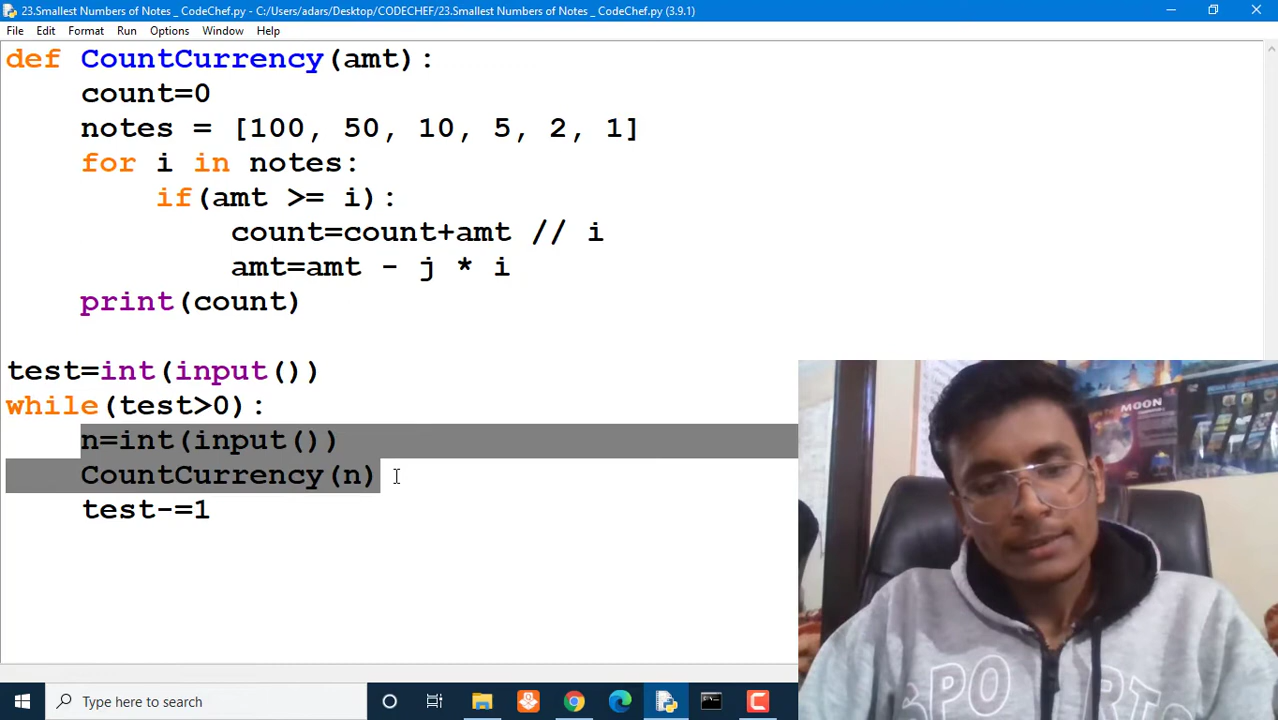 23.Smallest Numbers of Notes _ CodeChef.py - C:/Users/adars/Desktop/CODECHEF/23.Smallest Numbers of Notes _ CodeChef.py (3.9.1)
File Edit Format Run Options Window Help
def CountCurrency(amt):
    count=0
    notes = [100, 50, 10, 5, 2, 1]
    for i in notes:
        if(amt >= i):
            count=count+amt // i
            amt=amt - j * i
    print(count)
test=int(input())
while(test>0):
    n=int(input())
    CountCurrency(n)
    test-=1
MOON
SPORT
Type here to search